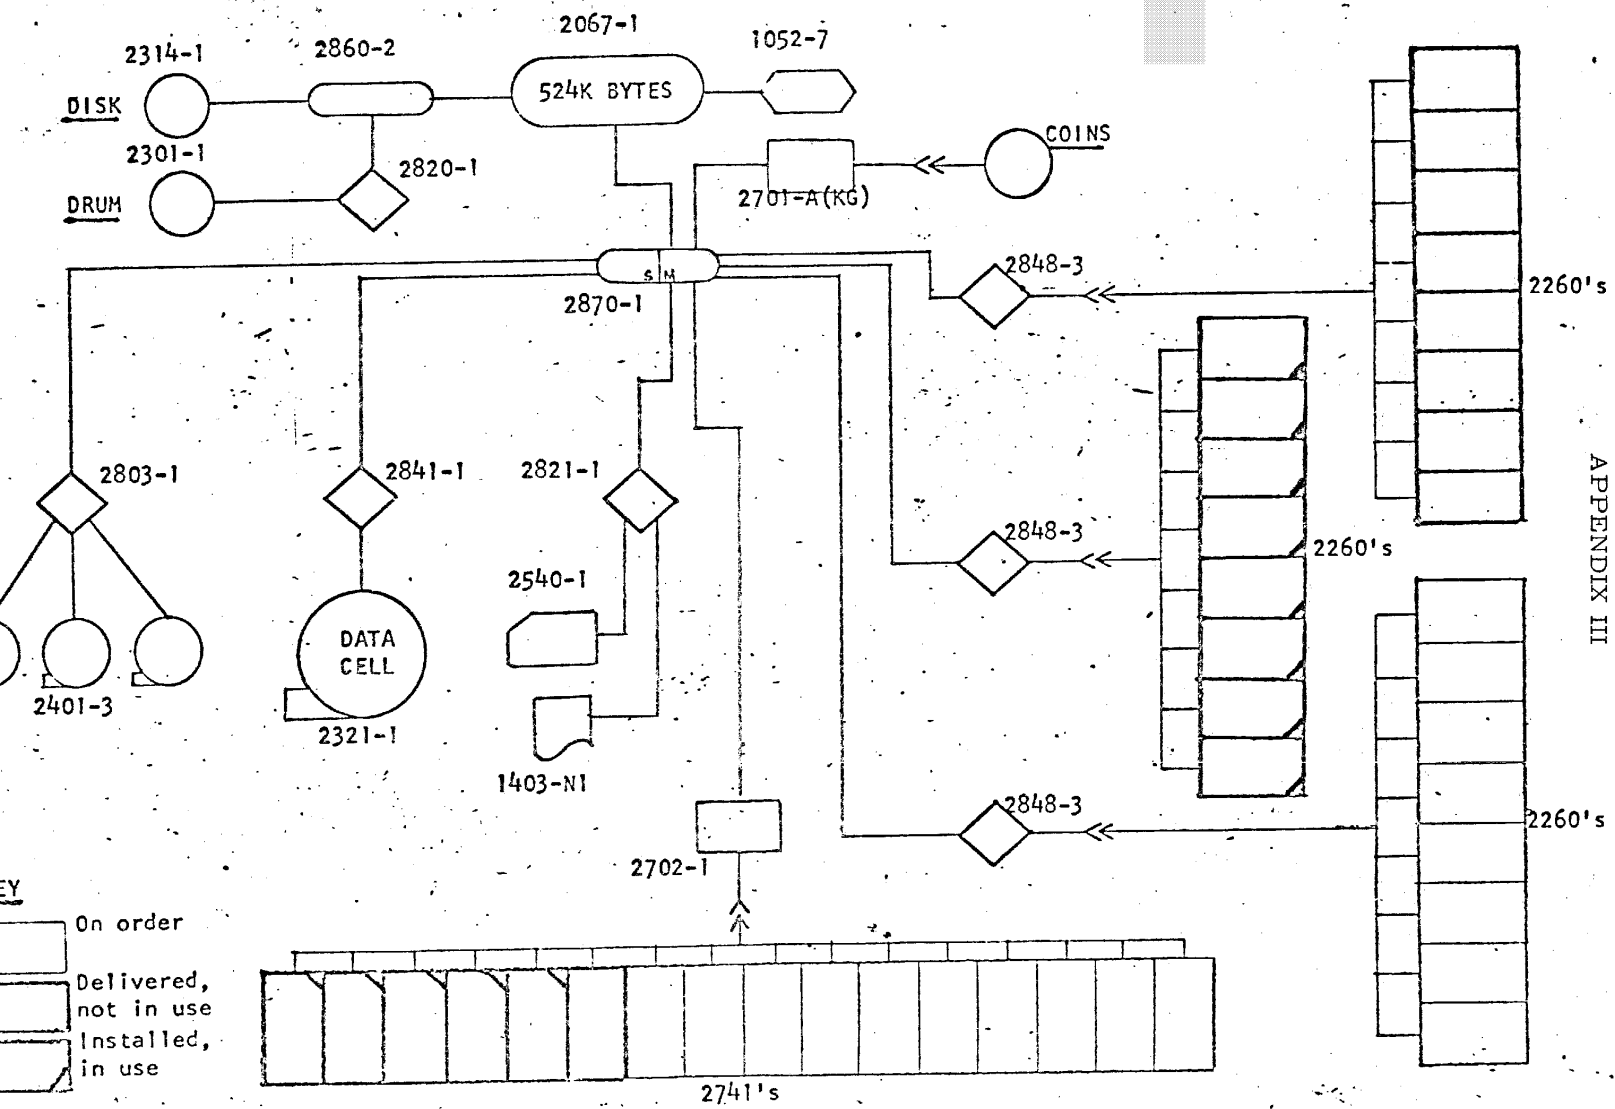 2067-1
1052-7
2860-2
2314-1
DISK
524K BYTES
COINS
2301-1
2820-1
DRUM
2701-A(KG)
S M
2848-3
2870-1
2260's
APPENDIX III
2803-1
2841-1
2821-1
2848-3
2260's
2540-1
DATA
CELL
2401-3
2321-1
1403-N1
2848-3
2260's
2702-1
EY
On order
Delivered,
not in use
Installed,
in use
2741's